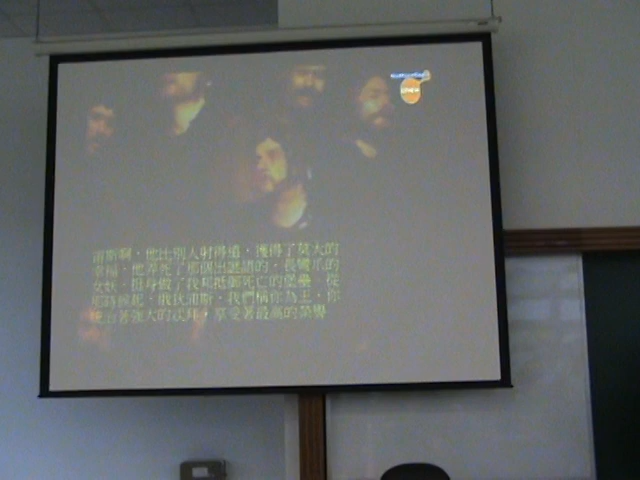 宙斯啊，他比別人射得遠，獲得了莫大的
幸福，他弄死了那個出謎語的，長彎爪的
女妖，挺身做了我邦抵禦死亡的堡壘。從
那時候起，俄狄浦斯，我們稱你為王，你
統治著強大的忒拜，享受著最高的榮譽